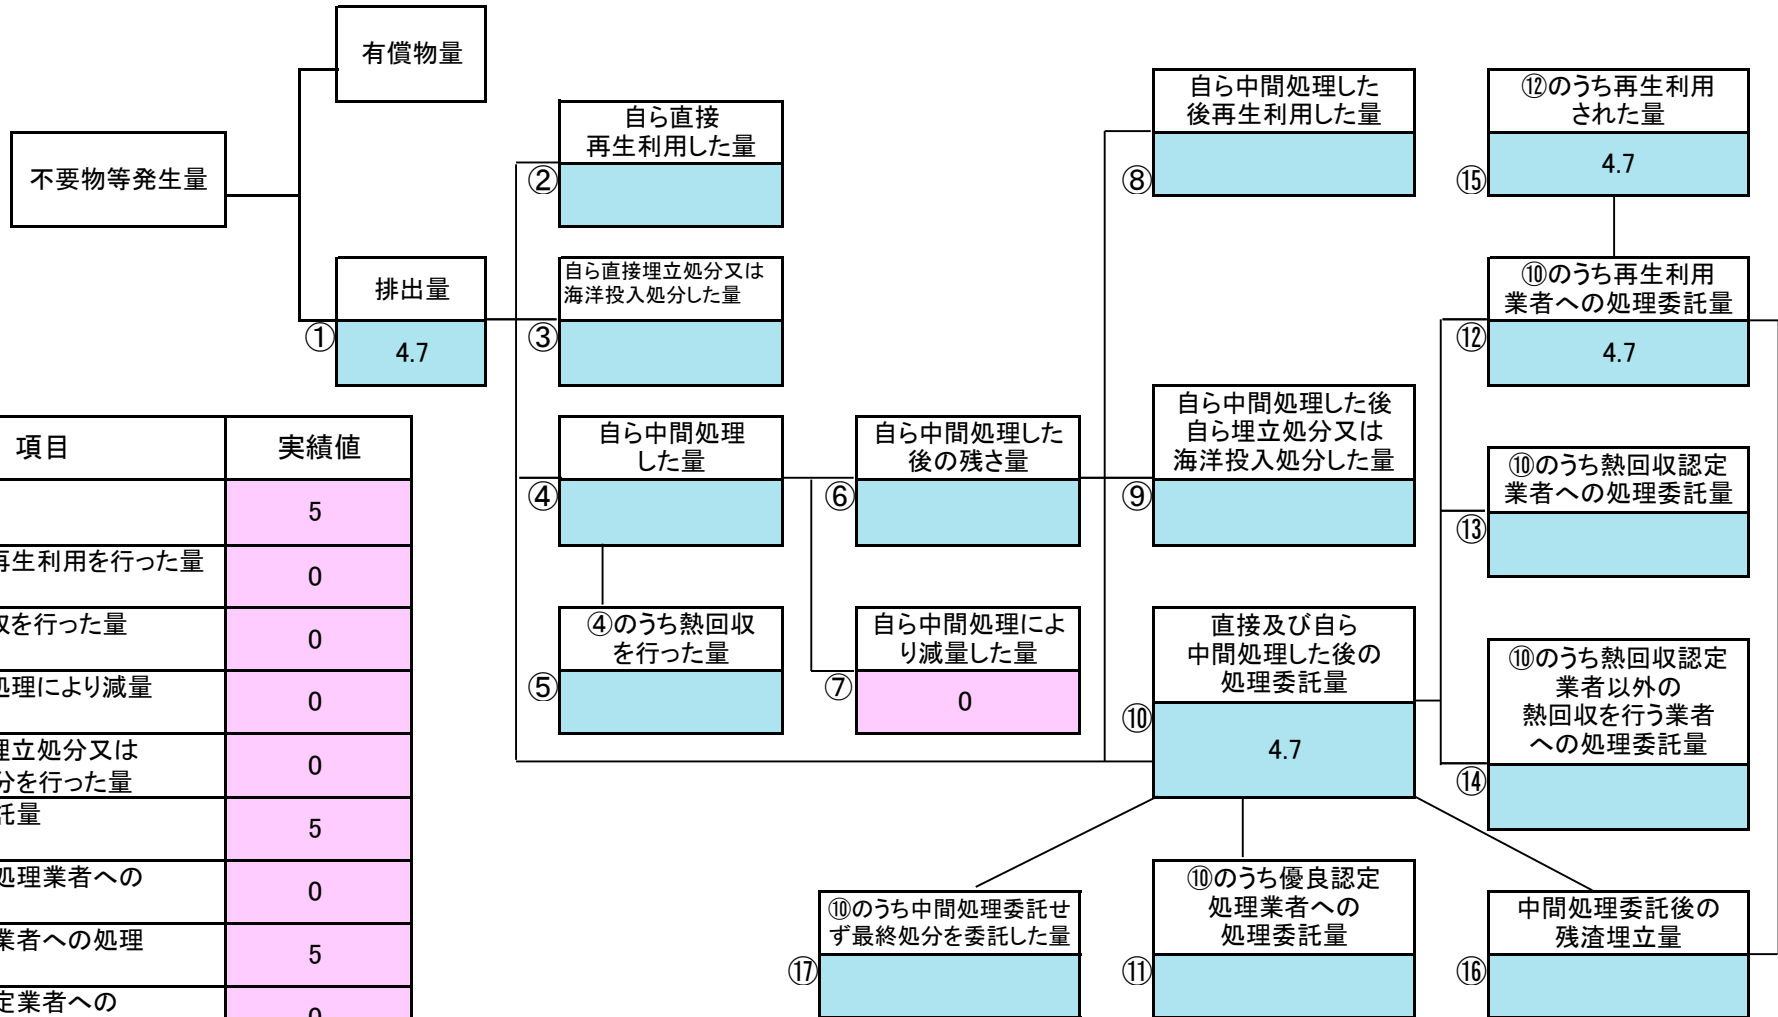 有償物量
不要物等発生量
排出量
①
4.7
自ら直接
再生利用した量
②
自ら直接埋立処分又は
海洋投入処分した量
③
自ら中間処理
した量
④
④のうち熱回収
を行った量
⑤
自ら中間処理した
後の残さ量
⑥
自ら中間処理によ
り減量した量
⑦
0
自ら中間処理した
後再生利用した量
⑧
自ら中間処理した後
自ら埋立処分又は
海洋投入処分した量
⑨
直接及び自ら
中間処理した後の
処理委託量
⑩
4.7
⑫のうち再生利用
された量
⑮
4.7
⑩のうち再生利用
業者への処理委託量
⑫
4.7
⑩のうち熱回収認定
業者への処理委託量
⑬
⑩のうち熱回収認定
業者以外の
熱回収を行う業者
への処理委託量
⑭
⑩のうち中間処理委託せ
ず最終処分を委託した量
⑰
⑩のうち優良認定
処理業者への
処理委託量
⑪
中間処理委託後の
残渣埋立量
⑯
項目 実績値
5
再生利用を行った量
0
を行った量
0
処理により減量
0
埋立処分又は
分を行った量
0
託量
5
処理業者への
0
業者への処理
5
定業者への
0